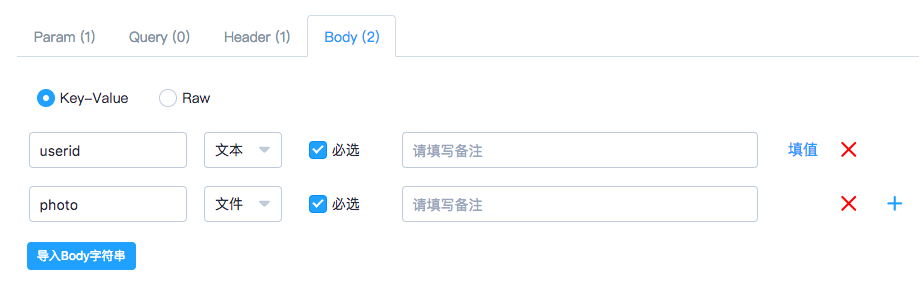 Param (1) Query (0) Header (1) Body (2)
Key-Value Raw
userid 文本 必选 请填写备注 填值
photo 文件 必选 请填写备注
导入Body字符串